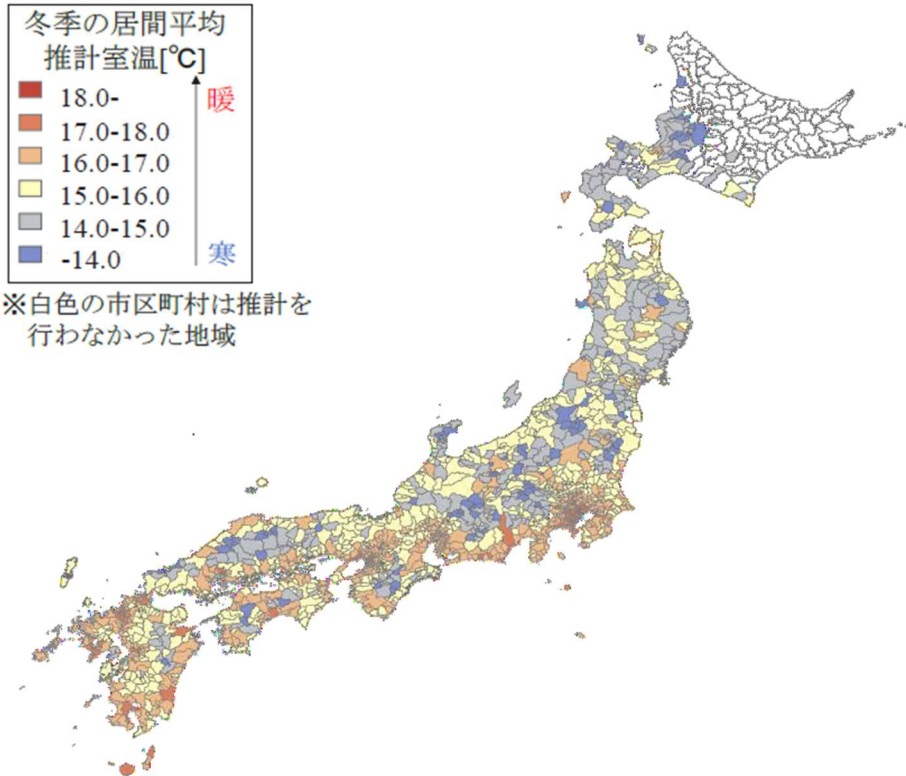 冬季の居間平均
推計室温[℃]
18.0-
17.0-18.0
16.0-17.0
15.0-16.0
14.0-15.0
-14.0
暖
寒
※白色の市区町村は推計を
行わなかった地域